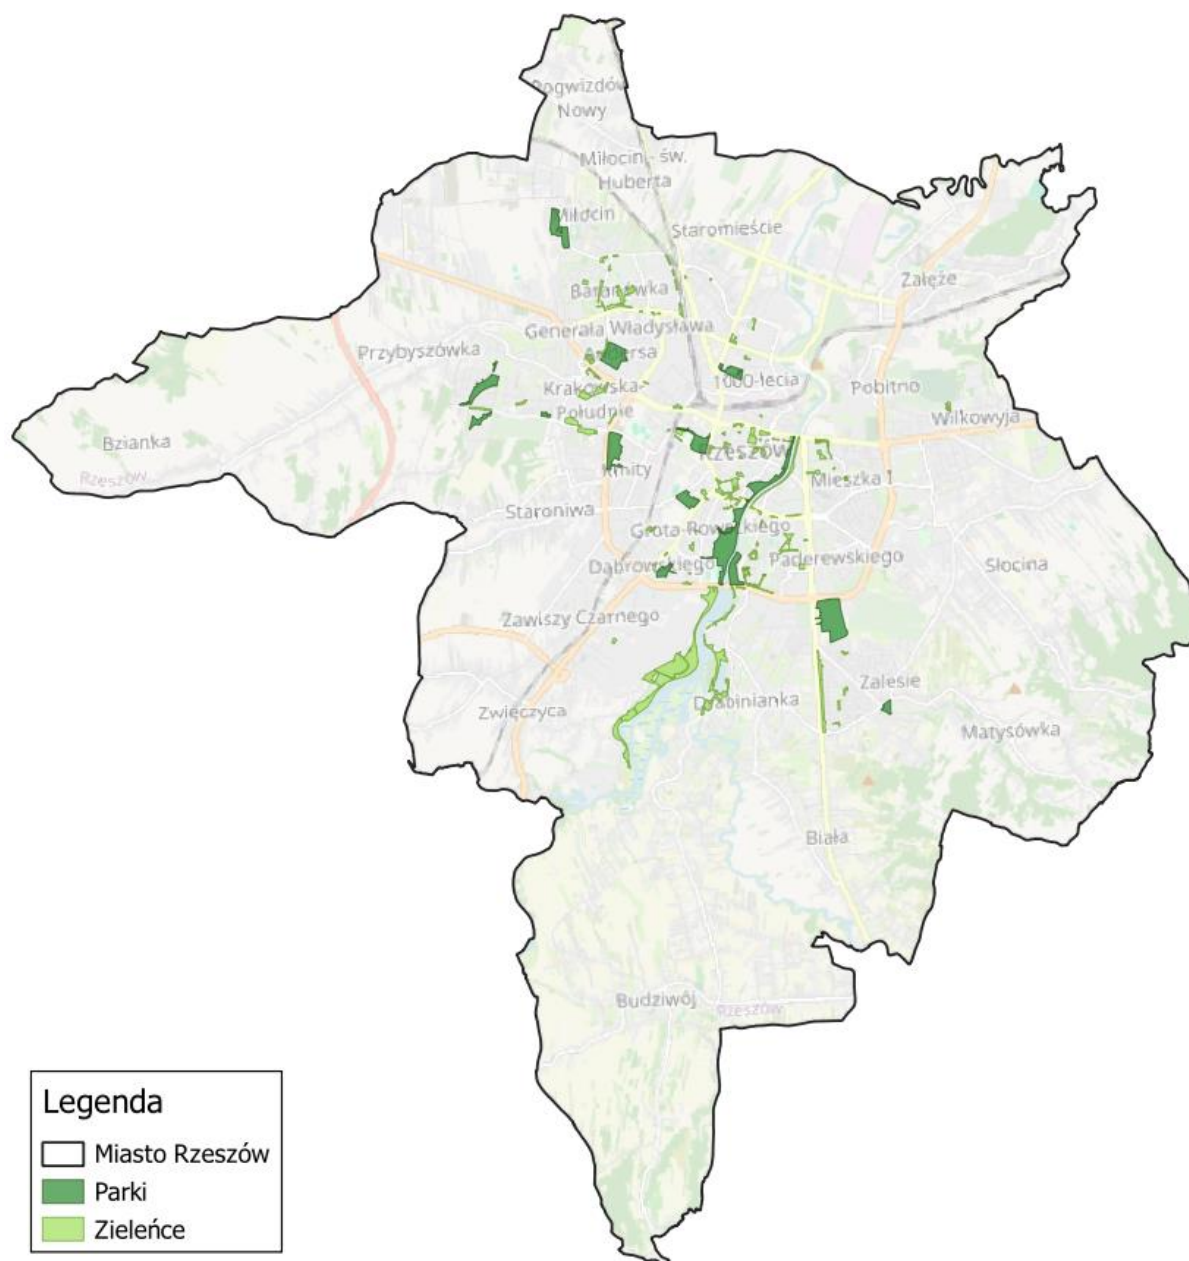 Rogwizdów
Nowy
Miłocin - św.
Huberta
Miłocin
Staromieście
Załęże
Baranówka
Generała Władysława
Andersa
Przybyszówka
Krakowska-
Południe
1000-lecia
Pobitno
Wilkowyja
Bzianka
Rzeszów
Rzeszów
Kmity
Mieszka I
Staroniwa
Grota-Roweckiego
Dąbrowskiego
Paderewskiego
Słocina
Zawiszy Czarnego
Zalesie
Zwięczyca
Drabinianka
Matysówka
Biała
Budziwój
Rzeszów
Legenda
Miasto Rzeszów
Parki
Zieleńce